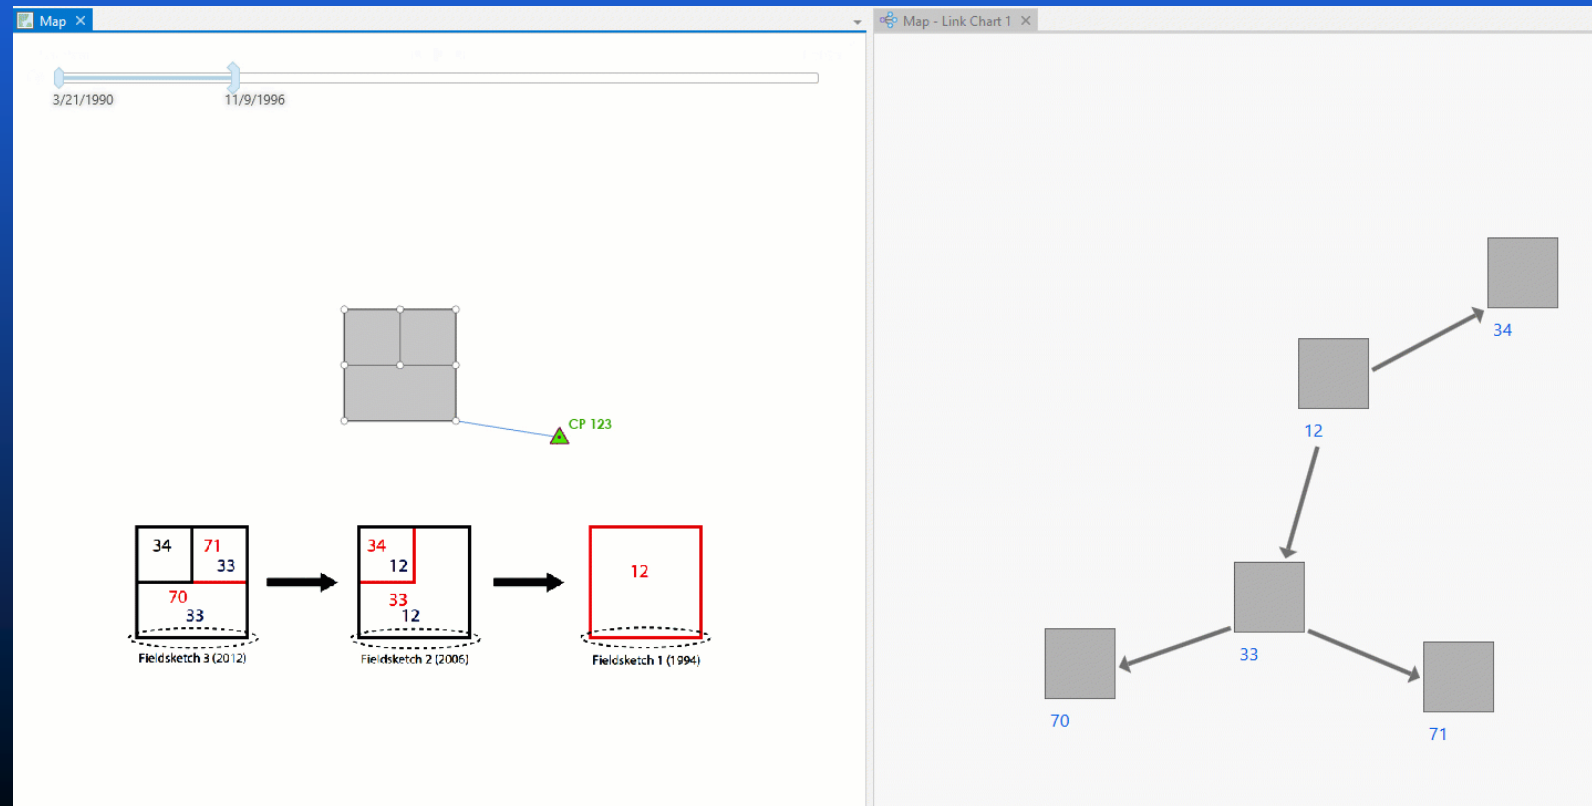 Map
Map - Link Chart 1
3/21/1990
11/9/1996
CP 123
34
71
33
70
33
Fieldsketch 3 (2012)
34
12
33
12
Fieldsketch 2 (2006)
12
Fieldsketch 1 (1994)
34
12
33
70
71